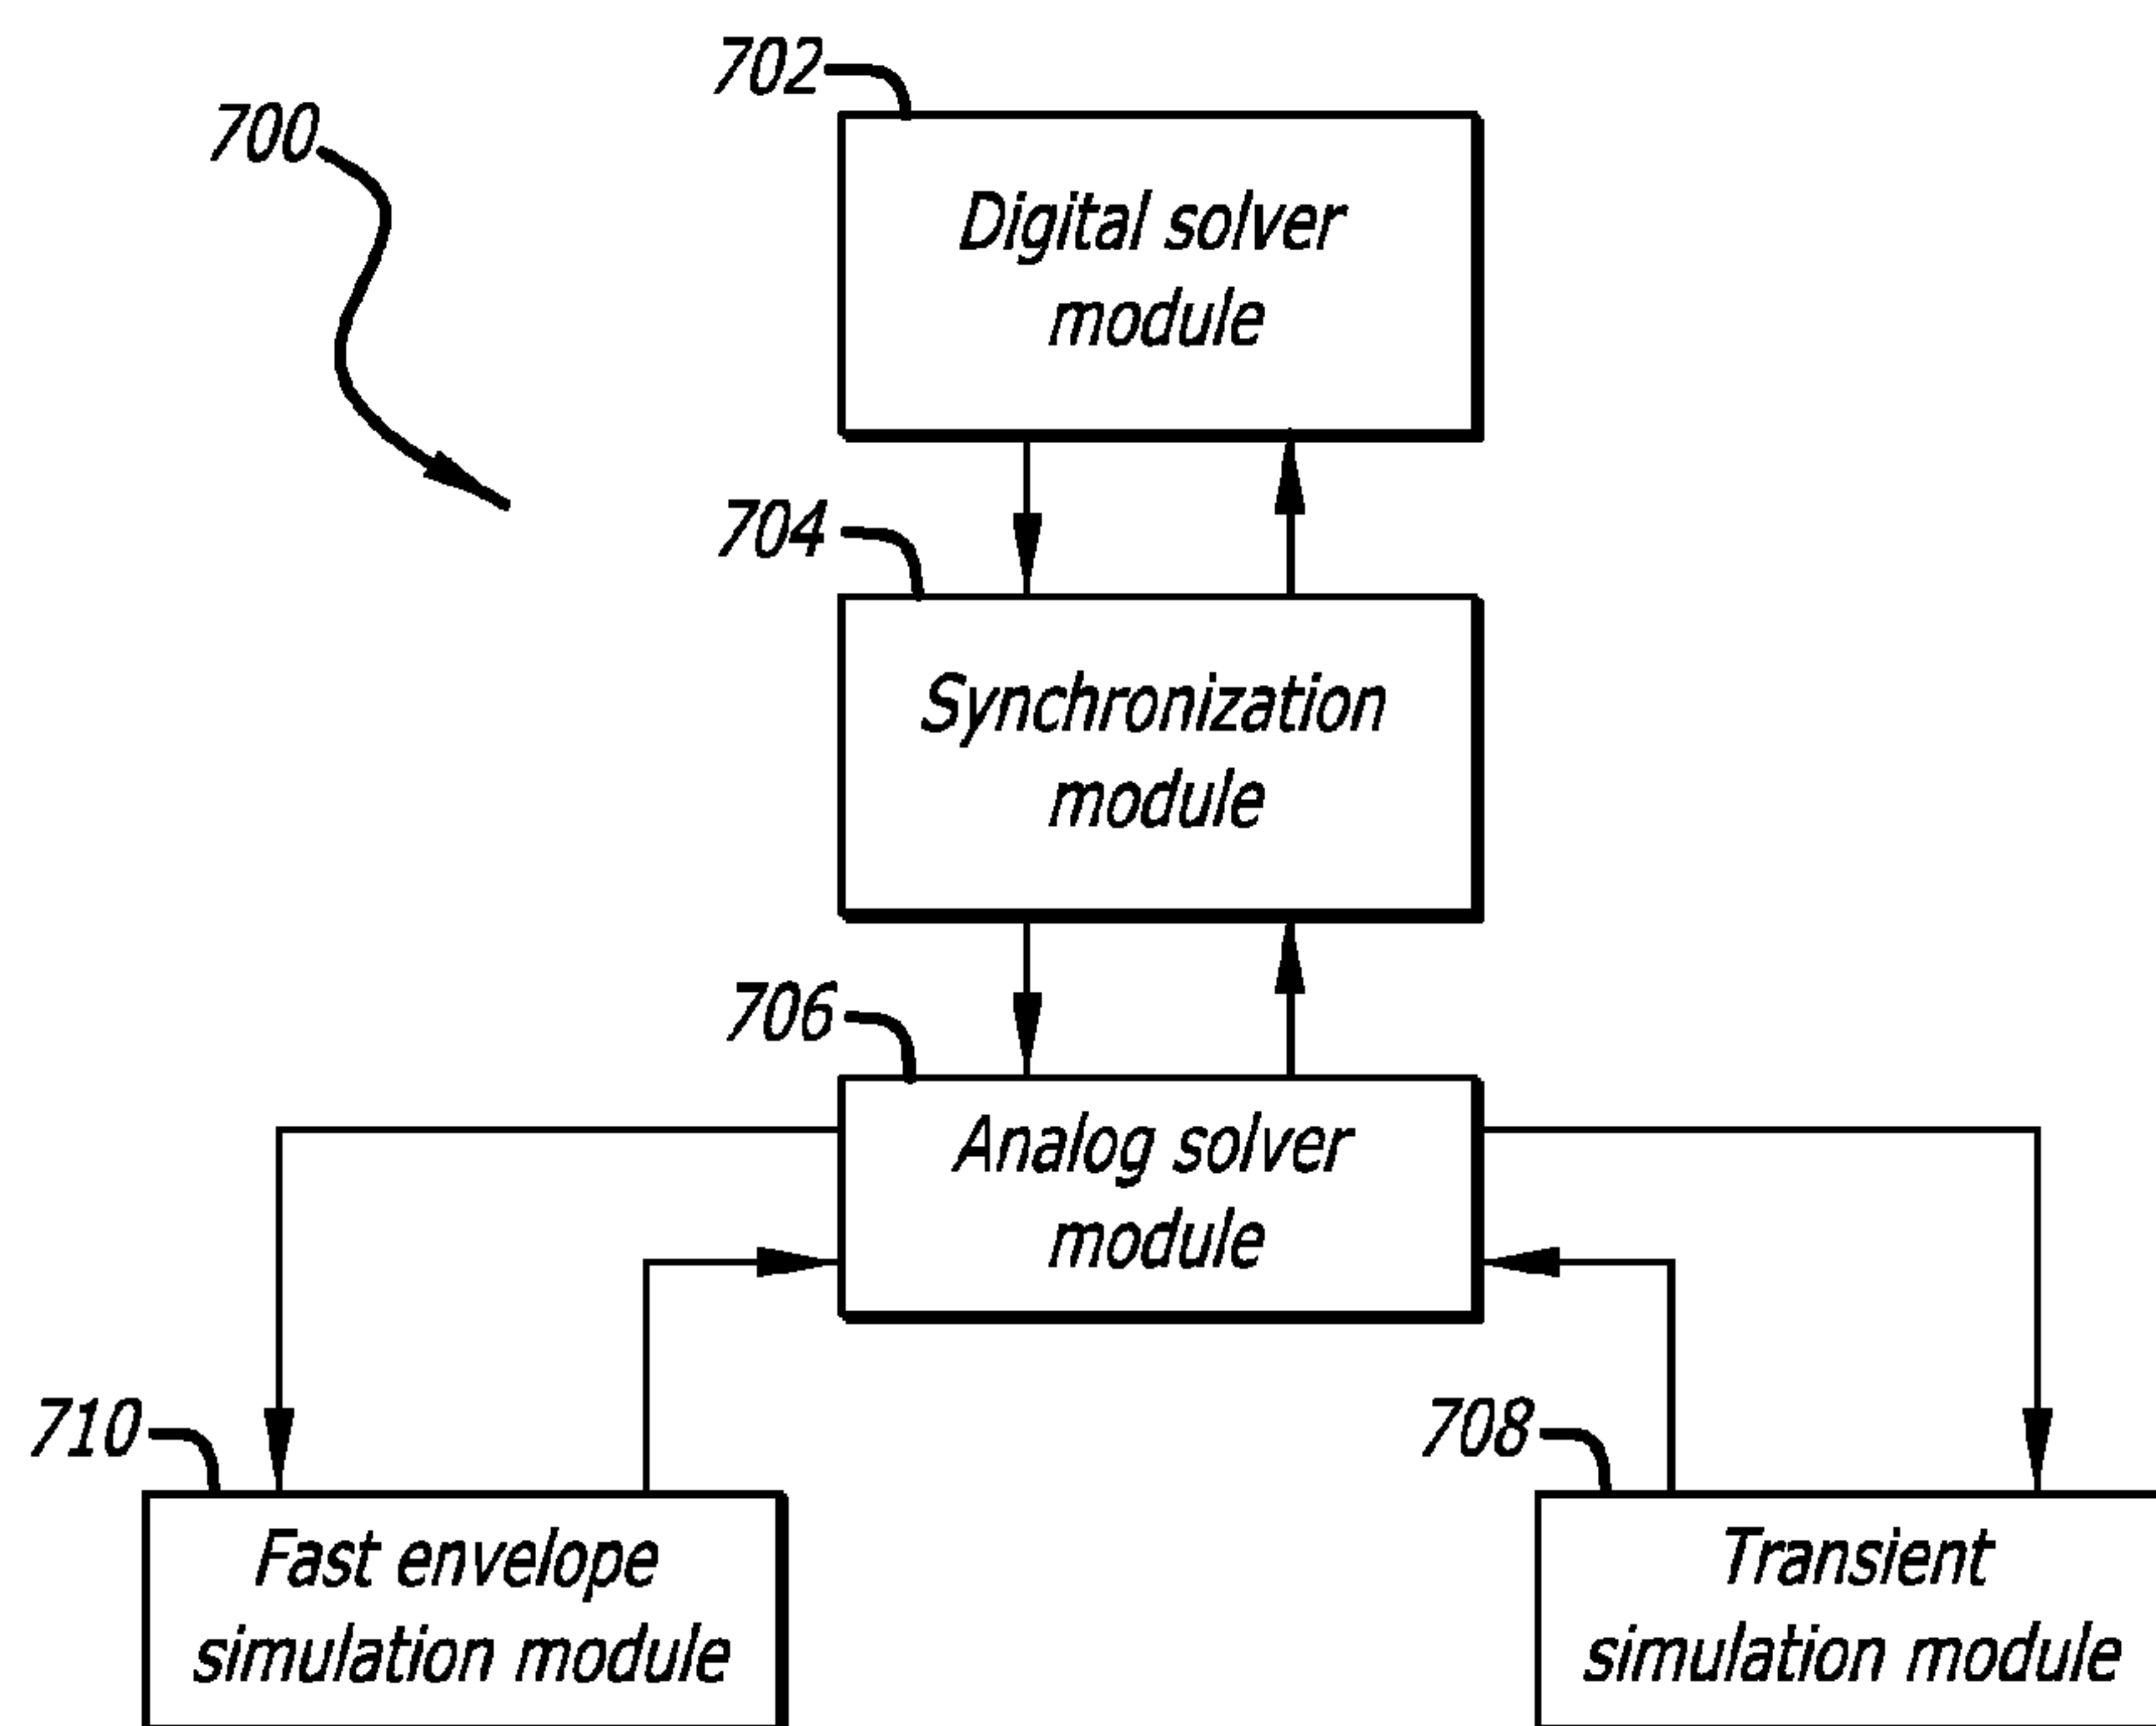 702
700
Digital solver
module
704
Synchronization
module
706
Analog solver
module
710
708
Fast envelope
simulation module
Transient
simulation module